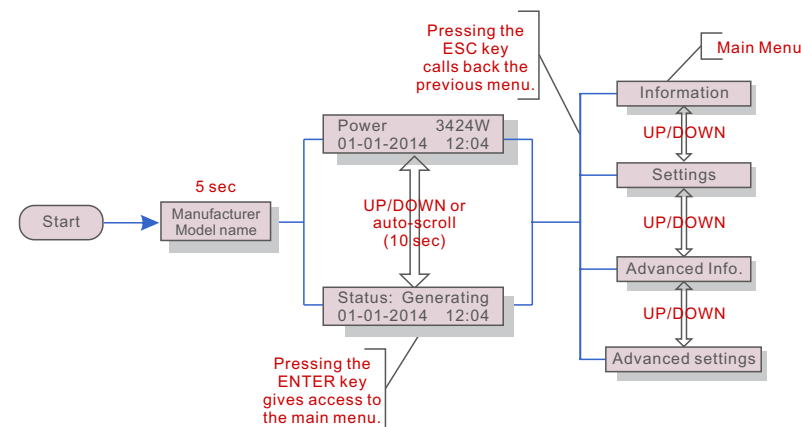 Pressing the
ESC key
calls back the
previous menu.
Main Menu
Information
UP/DOWN
Settings
UP/DOWN
Advanced Info.
UP/DOWN
Advanced settings
Power 3424W
01-01-2014 12:04
5 sec
Start
Manufacturer
Model name
UP/DOWN or
auto-scroll
(10 sec)
Status: Generating
01-01-2014 12:04
Pressing the
ENTER key
gives access to
the main menu.